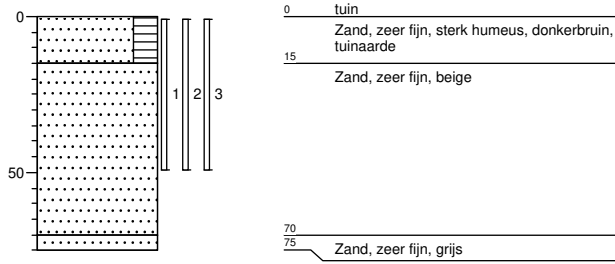 0
50
1
2
3
0
tuin
Zand, zeer fijn, sterk humeus, donkerbruin,
tuinaarde
15
Zand, zeer fijn, beige
70
75
Zand, zeer fijn, grijs